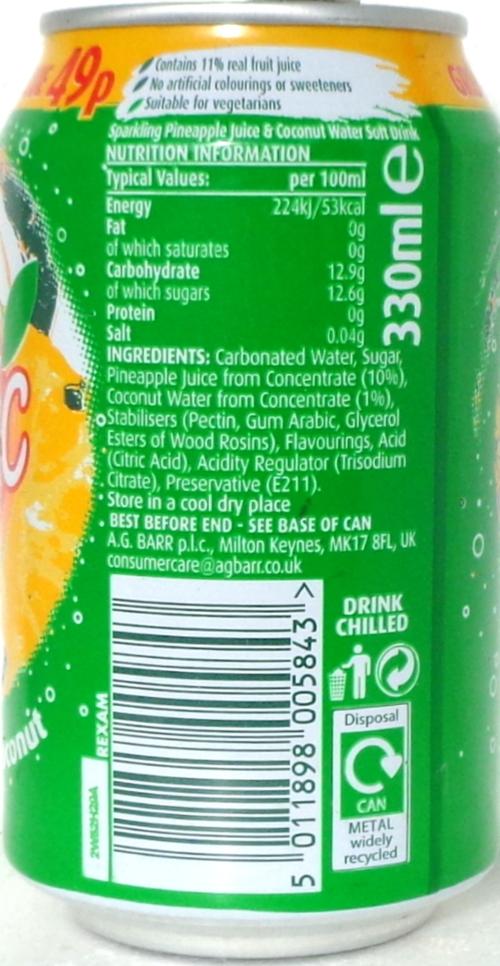 49p
Contains 11% real fruit juice
No artificial colourings or sweeteners
Suitable for vegetarians
Sparkling Pineapple Juice & Coconut Water Soft Drink
NUTRITION INFORMATION
Typical Values: per 100ml
Energy 224kj/53kcal
Fat 0g
of which saturates 0g
Carbohydrate 12.9g
of which sugars 12.6g
Protein 0g
Salt 0.04g
330ml e
INGREDIENTS: Carbonated Water, Sugar,
Pineapple Juice from Concentrate (10%),
Coconut Water from Concentrate (1%),
Stabilisers (Pectin, Gum Arabic, Glycerol
Esters of Wood Rosins), Flavourings, Acid
(Citric Acid), Acidity Regulator (Trisodium
Citrate), Preservative (E211).
Store in a cool dry place
BEST BEFORE END - SEE BASE OF CAN
A.G. BARR p.l.c., Milton Keynes, MK17 8FL, UK
consumercare@agbarr.co.uk
DRINK
CHILLED
Disposal
CAN
METAL
widely
recycled
REXAM
5 011898 005843 >
C
conut